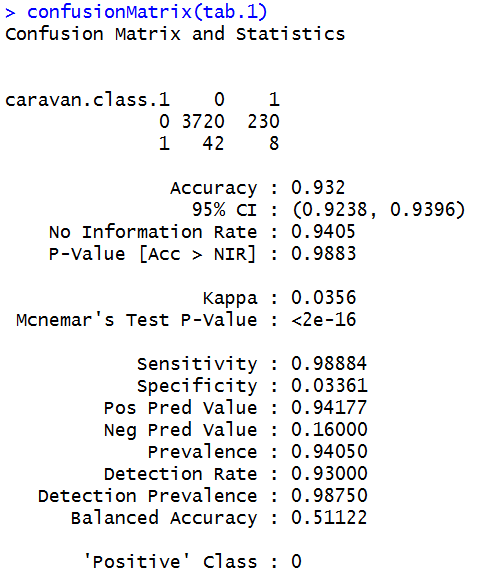 > confusionMatrix(tab.1)
Confusion Matrix and Statistics
caravan.class.1    0    1
              0 3720  230
              1   42    8
Accuracy : 0.932
95% CI : (0.9238, 0.9396)
No Information Rate : 0.9405
P-Value [Acc > NIR] : 0.9883
Kappa : 0.0356
Mcnemar's Test P-Value : <2e-16
Sensitivity : 0.98884
Specificity : 0.03361
Pos Pred Value : 0.94177
Neg Pred Value : 0.16000
Prevalence : 0.94050
Detection Rate : 0.93000
Detection Prevalence : 0.98750
Balanced Accuracy : 0.51122
'Positive' Class : 0